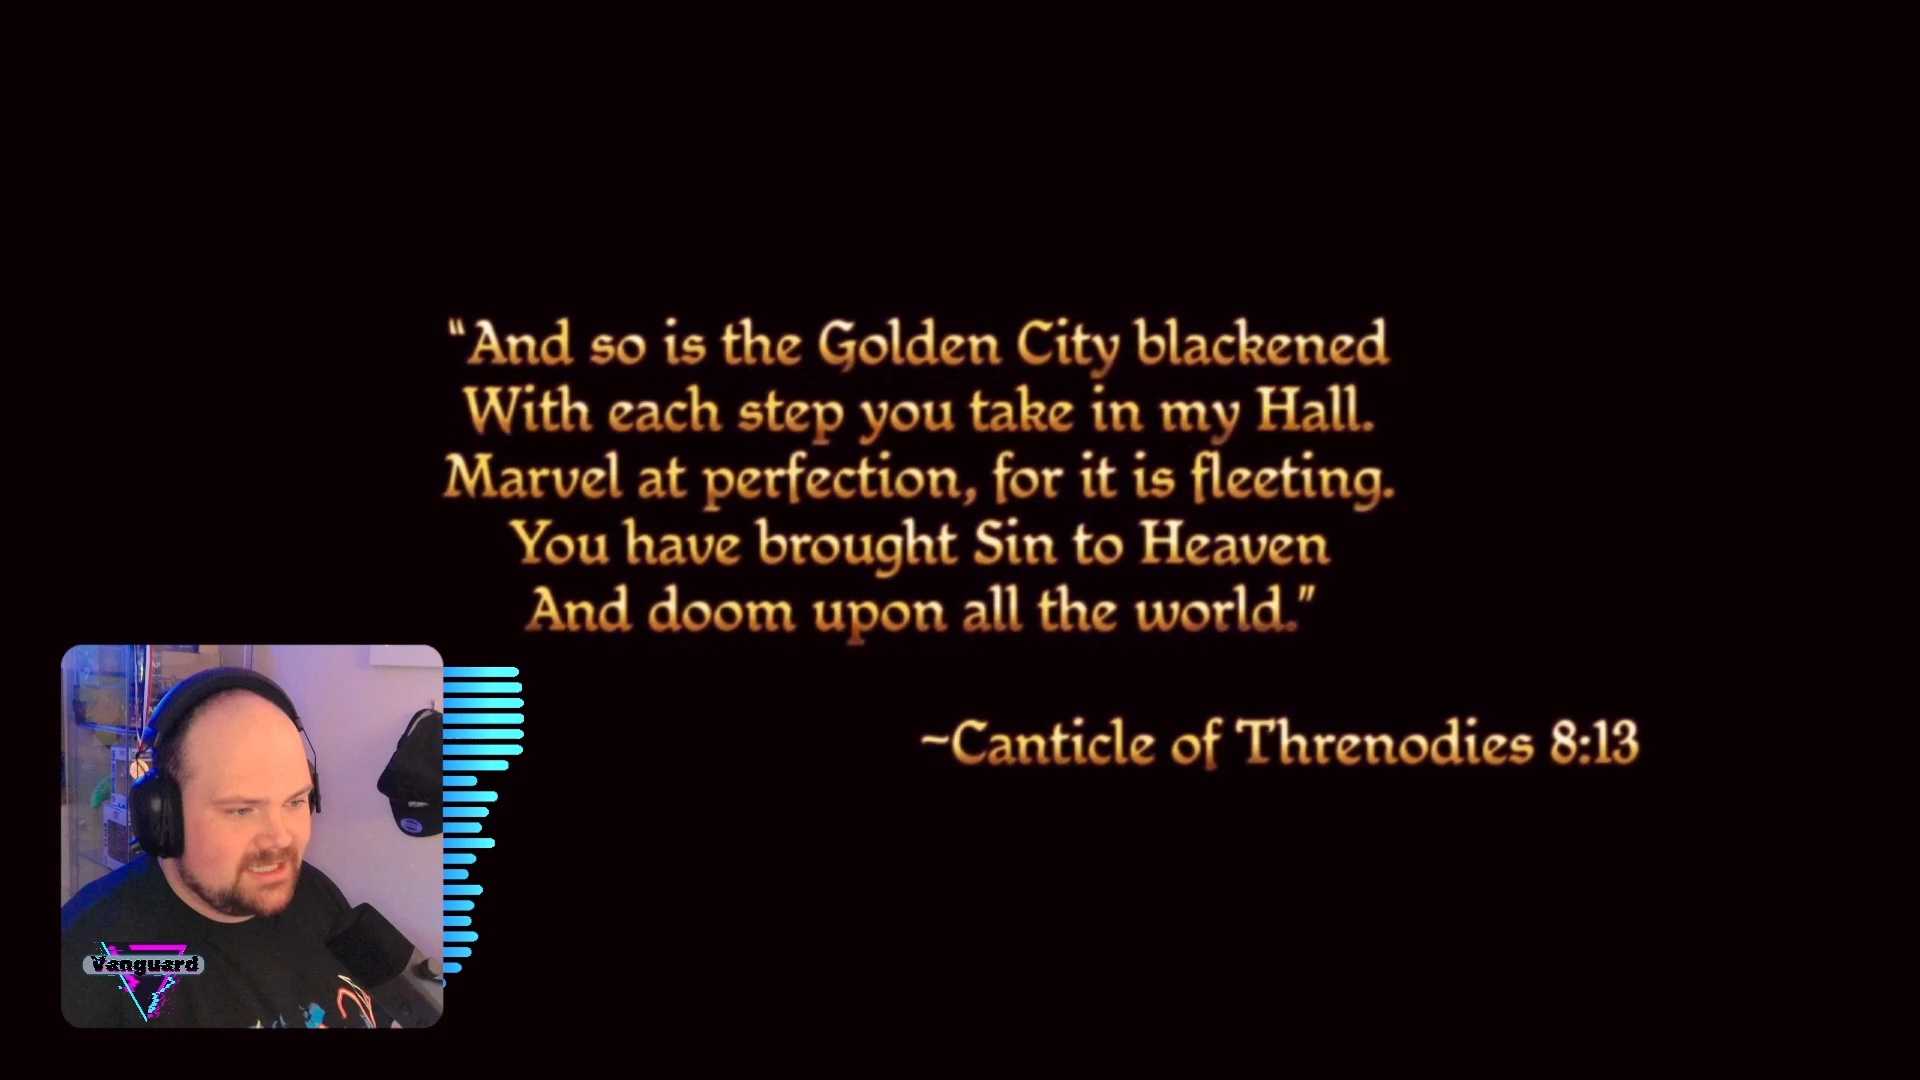 “And so is the Golden City blackened
With each step you take in my Hall.
Marvel at perfection, for it is fleeting.
You have brought Sin to Heaven
And doom upon all the world.”
~Canticle of Threnodies 8:13
Vanguard